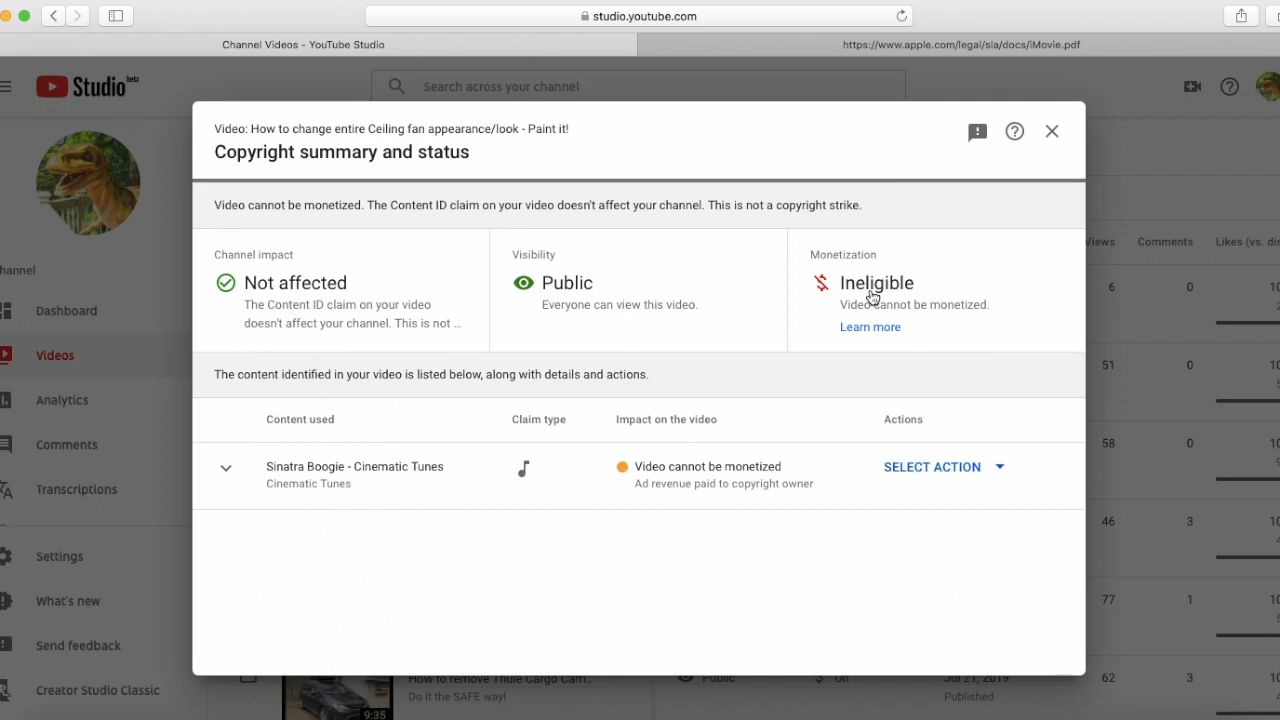 studio.youtube.com
Channel Videos - YouTube Studio
https://www.apple.com/legal/sla/docs/iMovie.pdf
Studio beta
Search across your channel
Video: How to change entire Ceiling fan appearance/look - Paint it!
Copyright summary and status
Video cannot be monetized. The Content ID claim on your video doesn't affect your channel. This is not a copyright strike.
Channel impact
Not affected
The Content ID claim on your video
doesn't affect your channel. This is not ...
Visibility
Public
Everyone can view this video.
Monetization
Ineligible
Video cannot be monetized.
Learn more
The content identified in your video is listed below, along with details and actions.
Content used
Claim type
Impact on the video
Actions
Sinatra Boogie - Cinematic Tunes
Cinematic Tunes
Video cannot be monetized
Ad revenue paid to copyright owner
SELECT ACTION
hannel
Dashboard
Videos
Analytics
Comments
Transcriptions
Settings
What's new
Send feedback
Creator Studio Classic
Views
Comments
Likes (vs. dis
6
0
10
51
0
10
58
0
10
46
3
10
77
1
10
62
3
10
How to remove Thule Cargo Carri...
Do it the SAFE way!
9:35
Public
On
Jul 21, 2019
Published